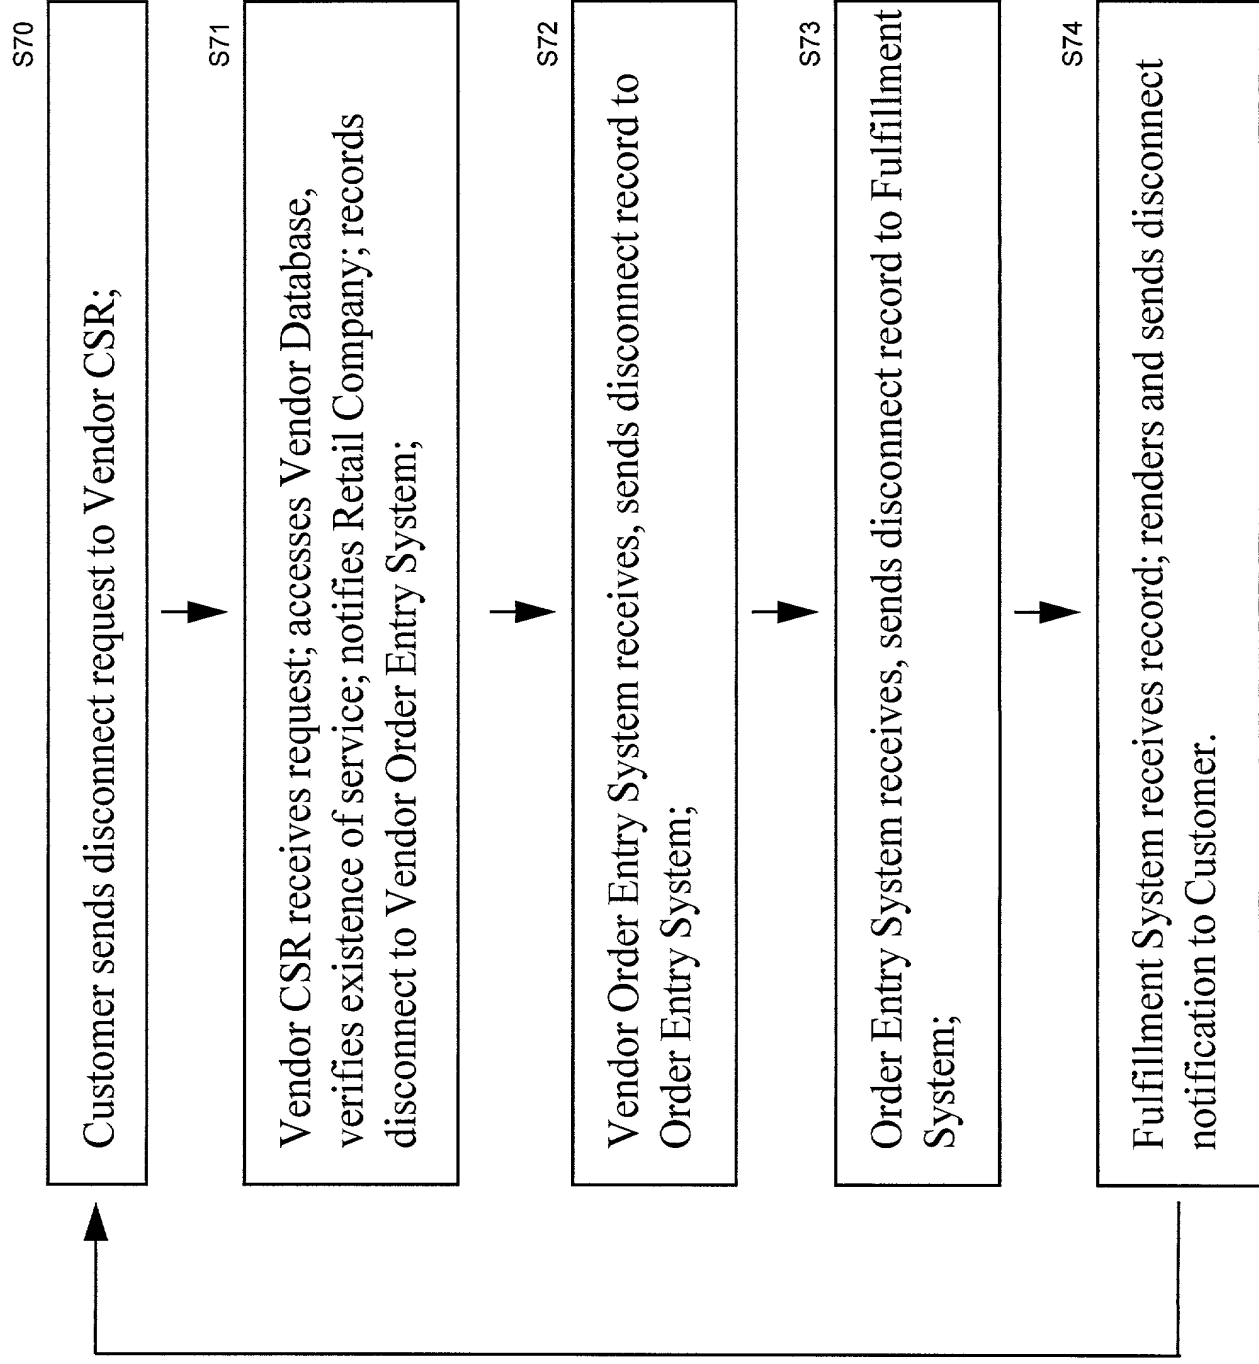 S70
Customer sends disconnect request to Vendor CSR;
S71
Vendor CSR receives request; accesses Vendor Database,
verifies existence of service; notifies Retail Company; records
disconnect to Vendor Order Entry System;
S72
Vendor Order Entry System receives, sends disconnect record to
Order Entry System;
S73
Order Entry System receives, sends disconnect record to Fulfillment
System;
S74
Fulfillment System receives record; renders and sends disconnect
notification to Customer.